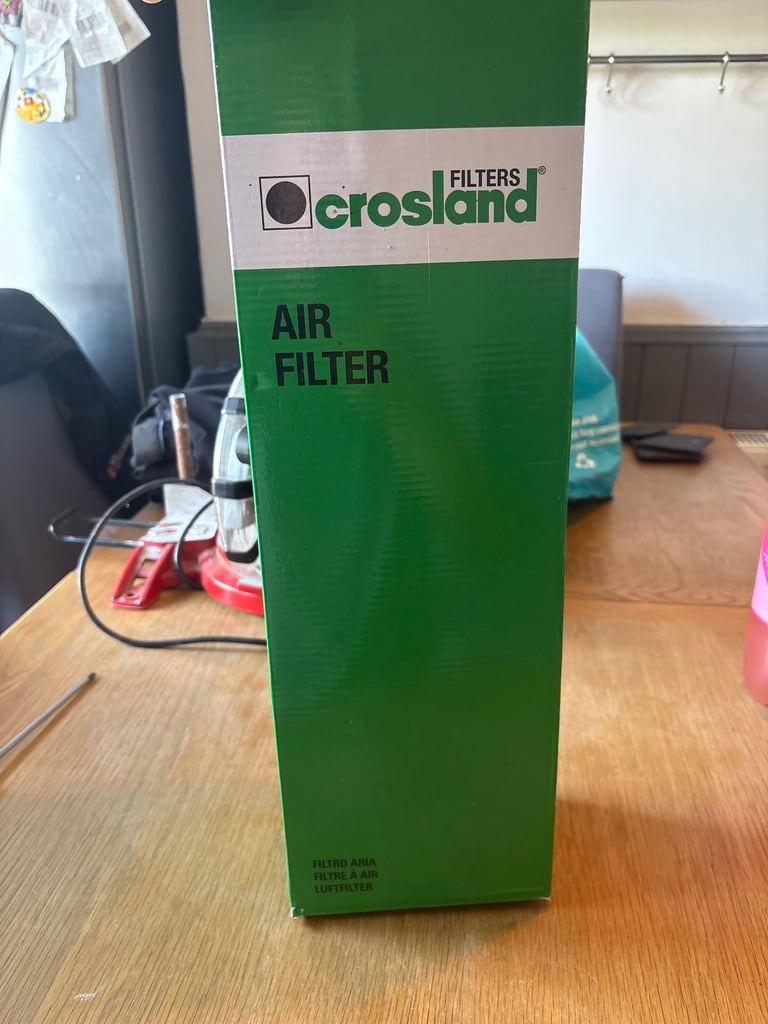 FILTERS®
crosland
AIR
FILTER
FILTRO ARIA
FILTRE À AIR
LUFTFILTER